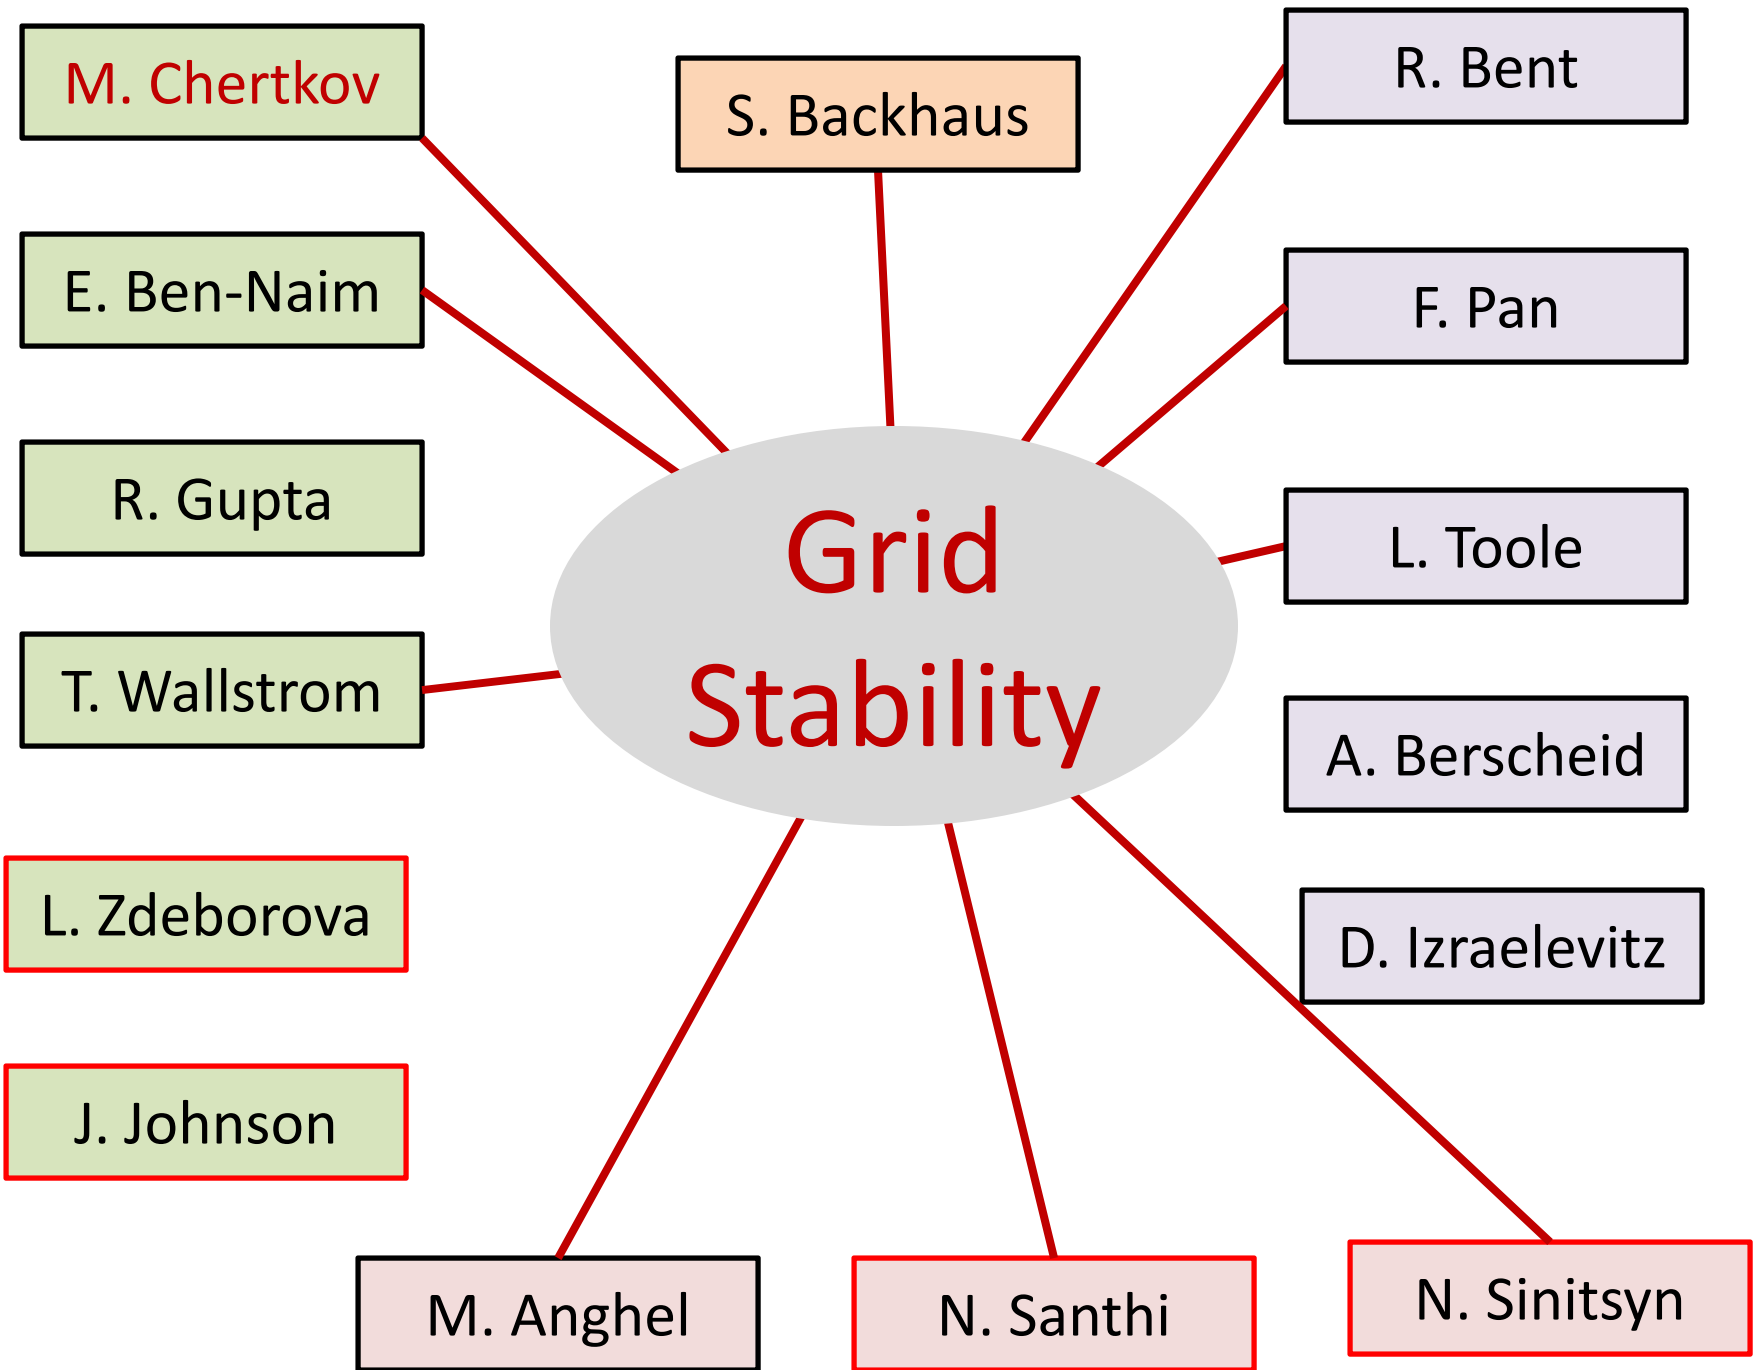 M. Chertkov
S. Backhaus
R. Bent
E. Ben-Naim
F. Pan
R. Gupta
Grid
Stability
L. Toole
T. Wallstrom
A. Berscheid
L. Zdeborova
D. Izraelevitz
J. Johnson
M. Anghel
N. Santhi
N. Sinitsyn